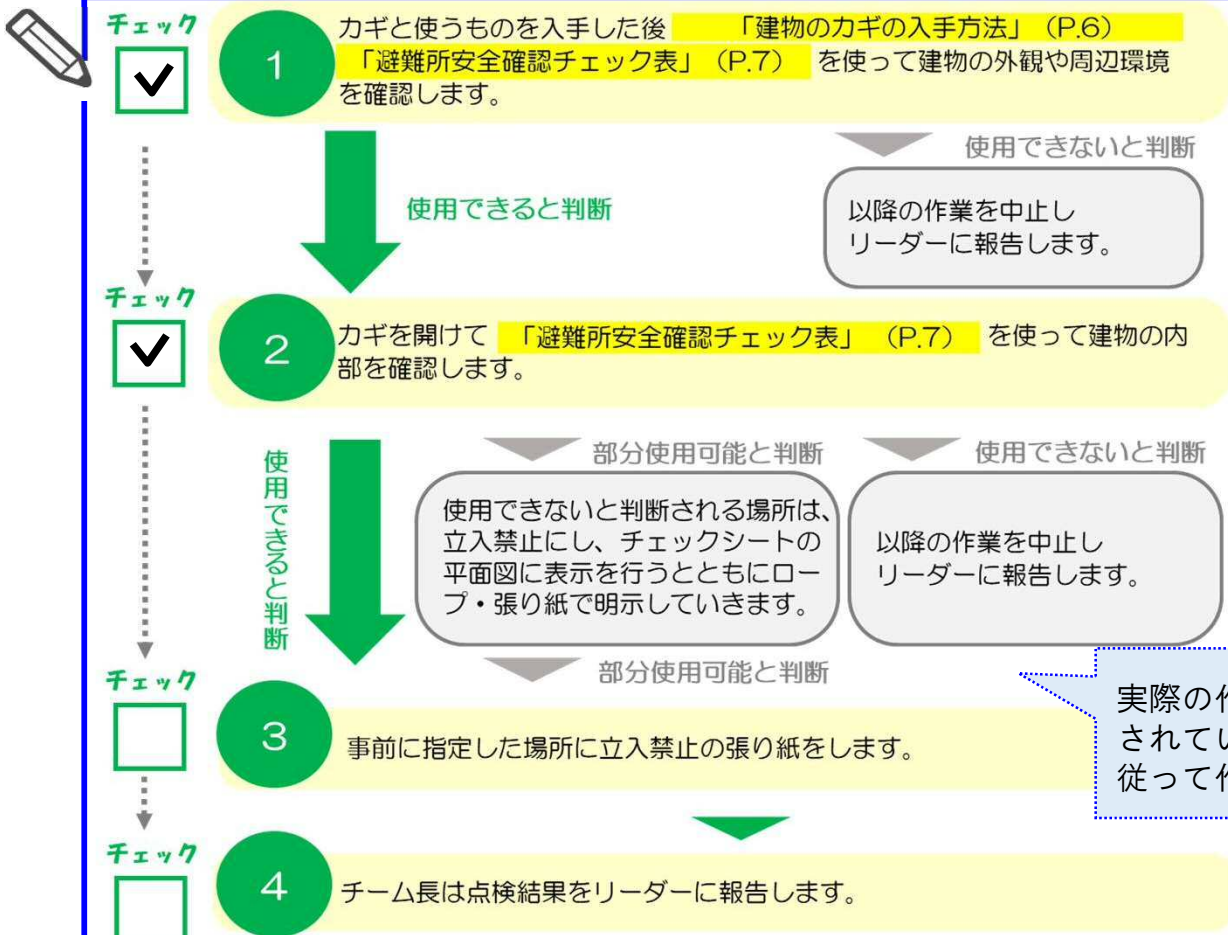 チェック
1
カギと使うものを入手した後 「建物のカギの入手方法」（P.6）
「避難所安全確認チェック表」（P.7） を使って建物の外観や周辺環境
を確認します。
使用できると判断
使用できないと判断
以降の作業を中止し
リーダーに報告します。
チェック
2
カギを開けて 「避難所安全確認チェック表」 （P.7） を使って建物の内
部を確認します。
使用できると判断
部分使用可能と判断
使用できないと判断
使用できないと判断される場所は、
立入禁止にし、チェックシートの
平面図に表示を行うとともにロー
プ・張り紙で明示していきます。
以降の作業を中止し
リーダーに報告します。
部分使用可能と判断
実際の
されてい
従って
チェック
3
事前に指定した場所に立入禁止の張り紙をします。
チェック
4
チーム長は点検結果をリーダーに報告します。